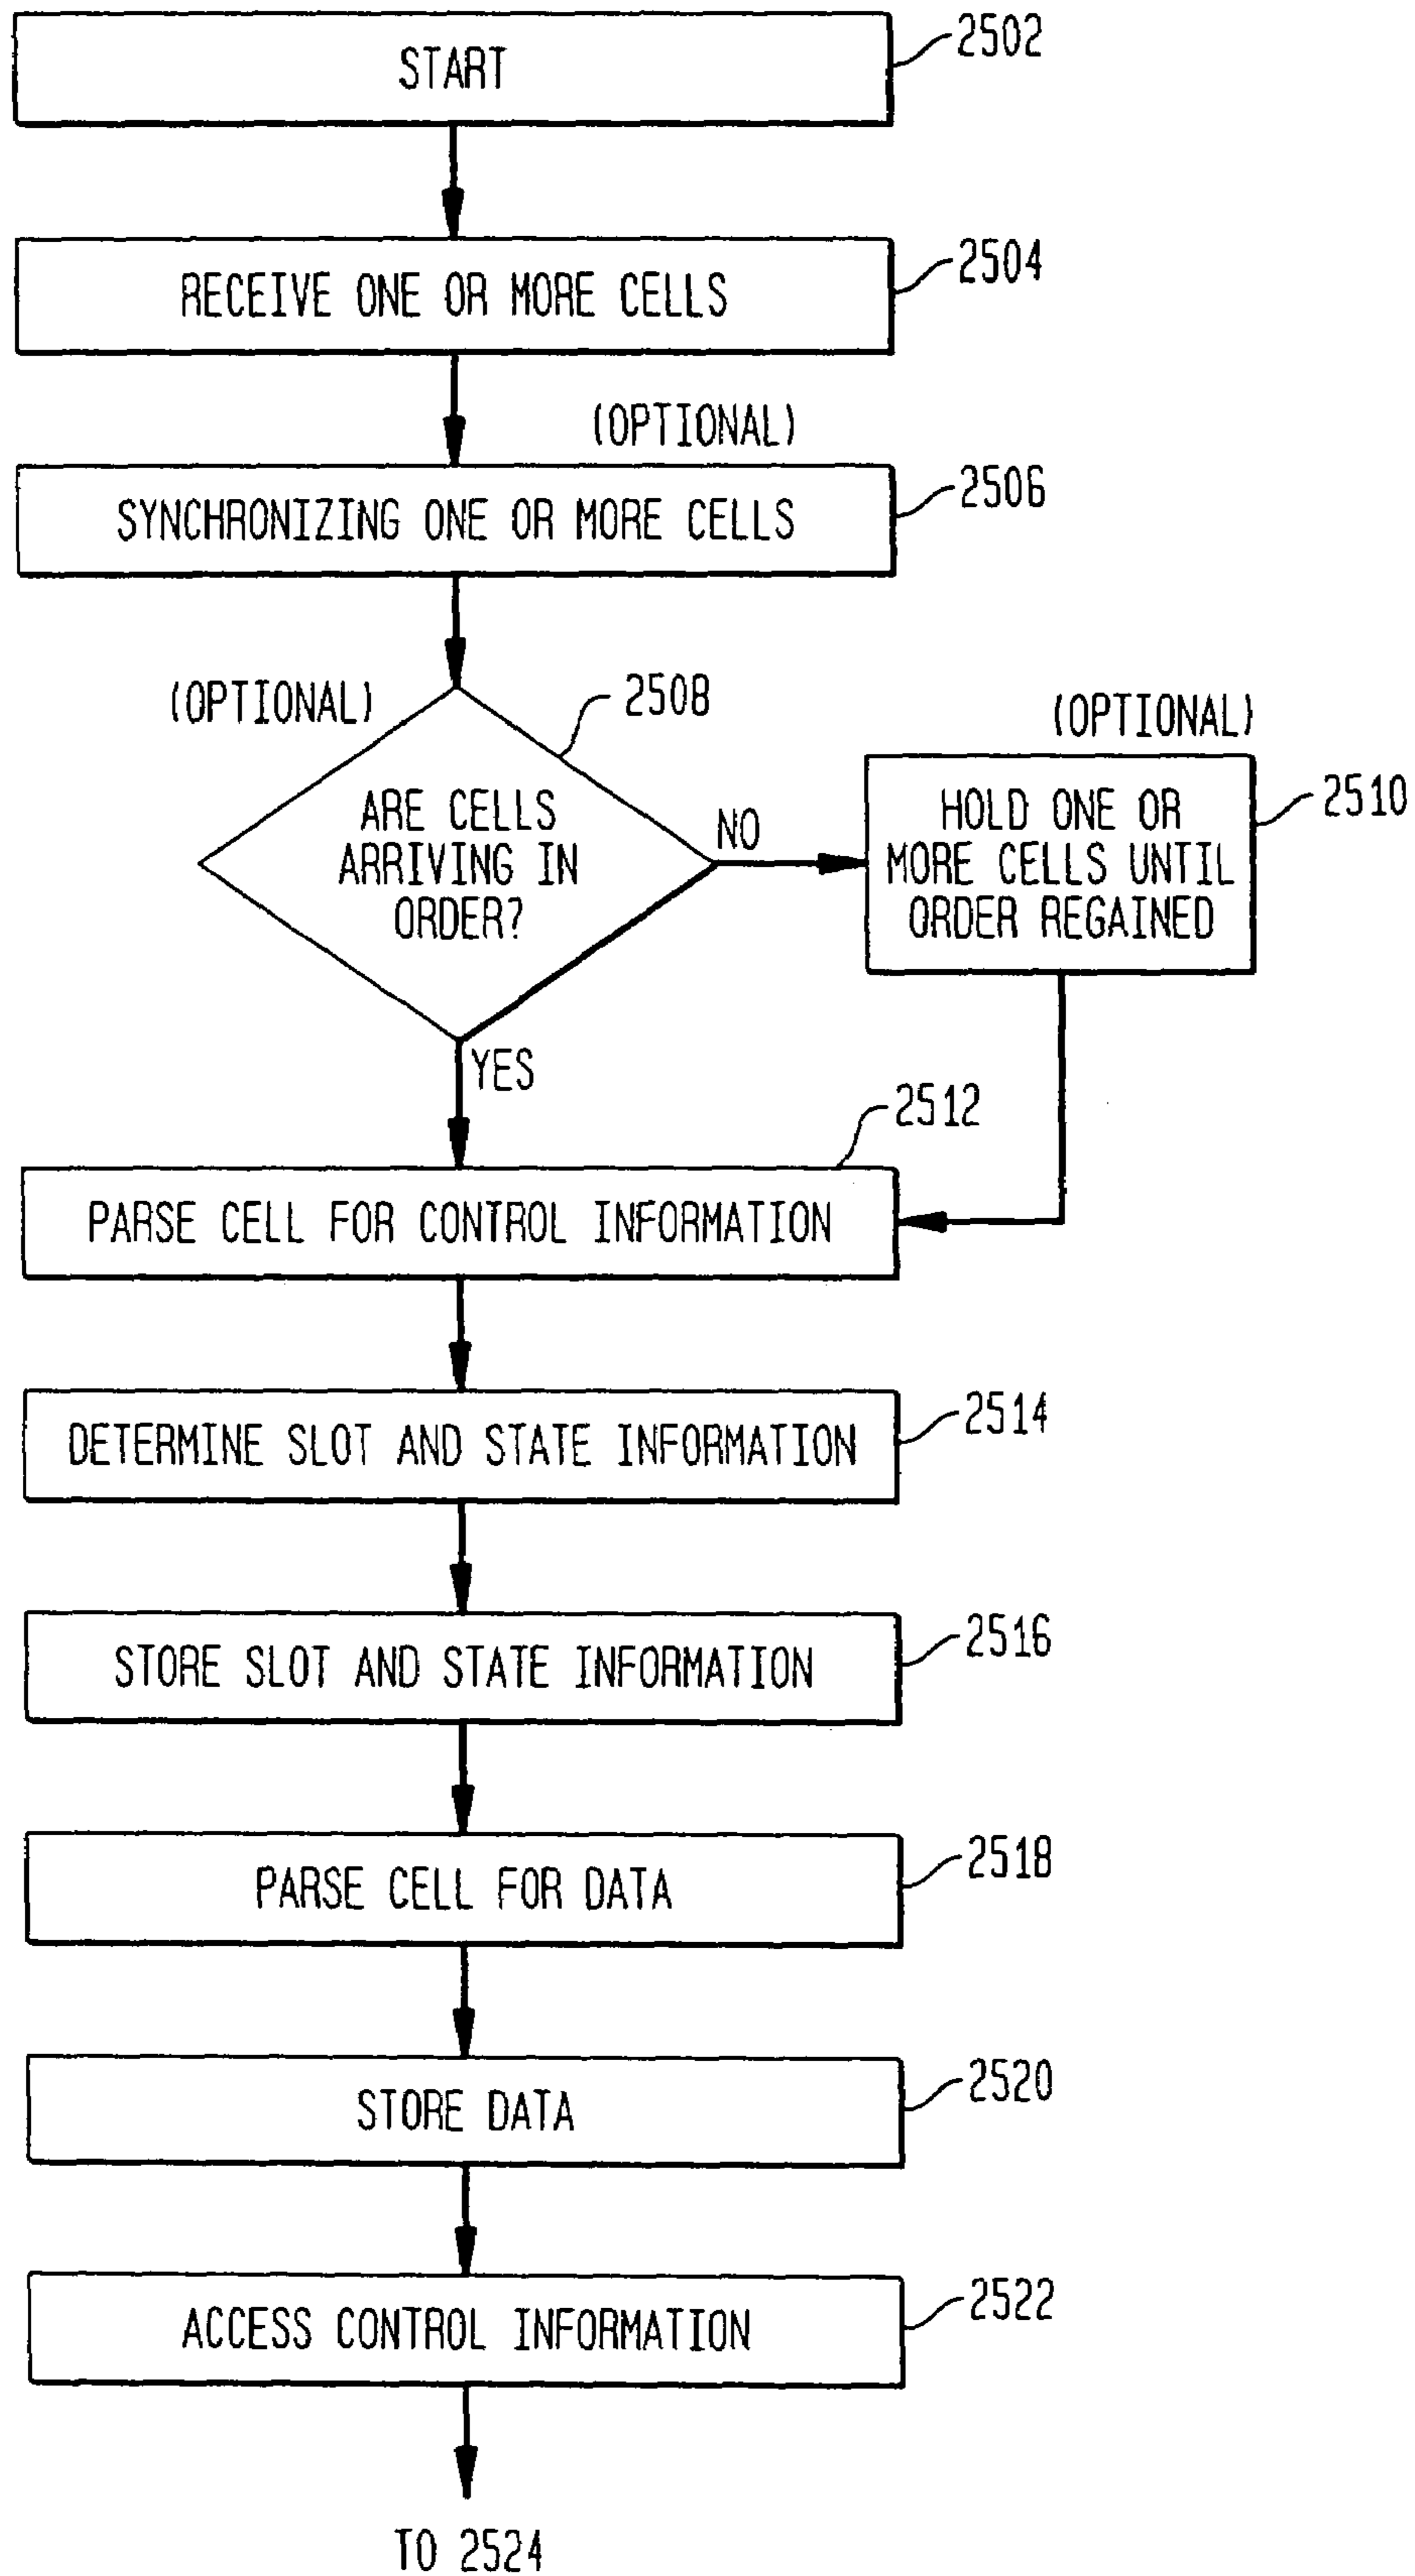 START
2502
RECEIVE ONE OR MORE CELLS
2504
(OPTIONAL)
SYNCHRONIZING ONE OR MORE CELLS
2506
(OPTIONAL)
2508
ARE CELLS
ARRIVING IN
ORDER?
NO
YES
(OPTIONAL)
HOLD ONE OR
MORE CELLS UNTIL
ORDER REGAINED
2510
2512
PARSE CELL FOR CONTROL INFORMATION
DETERMINE SLOT AND STATE INFORMATION
2514
STORE SLOT AND STATE INFORMATION
2516
PARSE CELL FOR DATA
2518
STORE DATA
2520
ACCESS CONTROL INFORMATION
2522
TO 2524